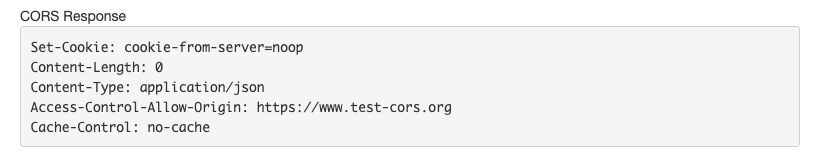 CORS Response
Set-Cookie: cookie-from-server=noop
Content-Length: 0
Content-Type: application/json
Access-Control-Allow-Origin: https://www.test-cors.org
Cache-Control: no-cache